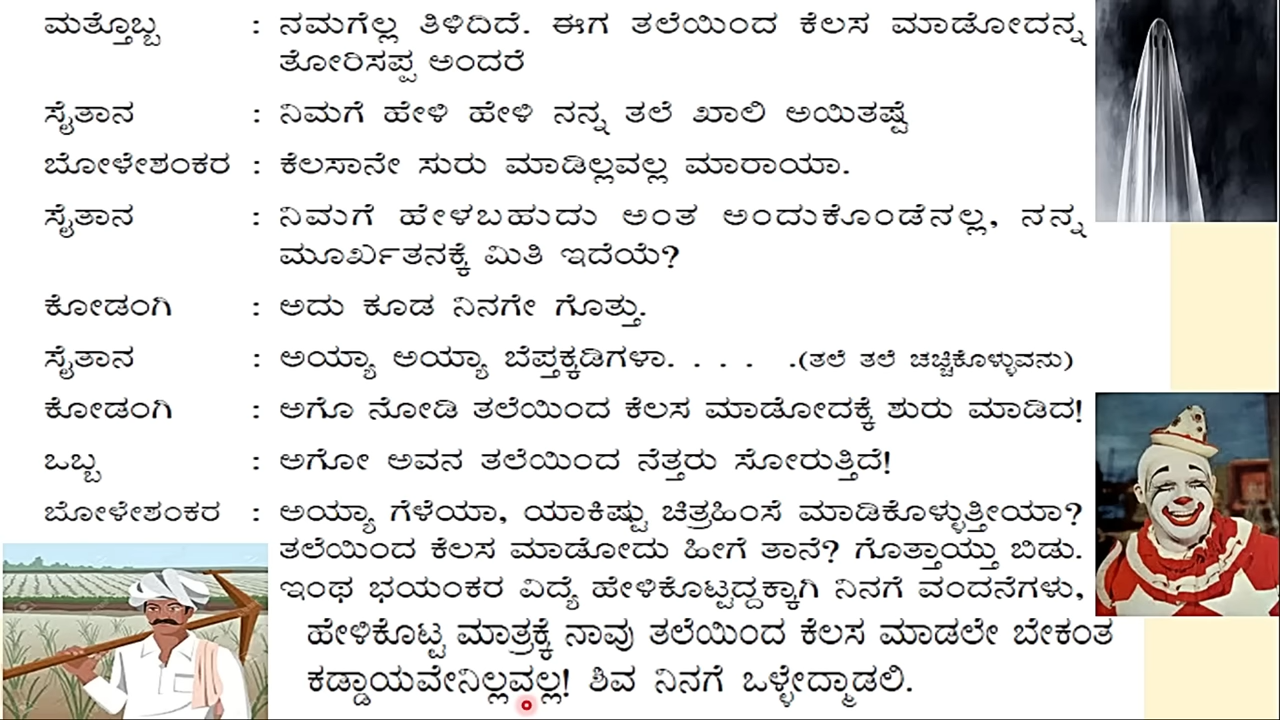 ಮತ್ತೊಬ್ಬ : ನಮಗೆಲ್ಲ ತಿಳಿದಿದೆ. ಈಗ ತಲೆಯಿಂದ ಕೆಲಸ ಮಾಡೋದನ್ನ
ತೋರಿಸಪ್ಪ ಅಂದರೆ
ಸೈತಾನ : ನಿಮಗೆ ಹೇಳಿ ಹೇಳಿ ನನ್ನ ತಲೆ ಖಾಲಿ ಅಯಿತಷ್ಟೆ
ಬೋಳೇಶಂಕರ : ಕೆಲಸಾನೇ ಸುರು ಮಾಡಿಲ್ಲವಲ್ಲ ಮಾರಾಯಾ.
ಸೈತಾನ : ನಿಮಗೆ ಹೇಳಬಹುದು ಅಂತ ಅಂದುಕೊಂಡೆನಲ್ಲ, ನನ್ನ
ಮೂರ್ಖತನಕ್ಕೆ ಮಿತಿ ಇದೆಯೆ?
ಕೋಡಂಗಿ : ಅದು ಕೂಡ ನಿನಗೇ ಗೊತ್ತು.
ಸೈತಾನ : ಅಯ್ಯಾ ಅಯ್ಯಾ ಬೆಪ್ತಕ್ಕಡಿಗಳಾ. . . . .(ತಲೆ ತಲೆ ಚಚ್ಚಿಕೊಳ್ಳುವನು)
ಕೋಡಂಗಿ : ಅಗೊ ನೋಡಿ ತಲೆಯಿಂದ ಕೆಲಸ ಮಾಡೋದಕ್ಕೆ ಶುರು ಮಾಡಿದ!
ಒಬ್ಬ : ಅಗೋ ಅವನ ತಲೆಯಿಂದ ನೆತ್ತರು ಸೋರುತ್ತಿದೆ!
ಬೋಳೇಶಂಕರ : ಅಯ್ಯಾ ಗೆಳೆಯಾ, ಯಾಕಿಷ್ಟು ಚಿತ್ರಹಿಂಸೆ ಮಾಡಿಕೊಳ್ಳುತ್ತೀಯಾ?
ತಲೆಯಿಂದ ಕೆಲಸ ಮಾಡೋದು ಹೀಗೆ ತಾನೆ? ಗೊತ್ತಾಯ್ತು ಬಿಡು.
ಇಂಥ ಭಯಂಕರ ವಿದ್ಯೆ ಹೇಳಿಕೊಟ್ಟದ್ದಕ್ಕಾಗಿ ನಿನಗೆ ವಂದನೆಗಳು,
ಹೇಳಿಕೊಟ್ಟ ಮಾತ್ರಕ್ಕೆ ನಾವು ತಲೆಯಿಂದ ಕೆಲಸ ಮಾಡಲೇ ಬೇಕಂತ
ಕಡ್ಡಾಯವೇನಿಲ್ಲವಲ್ಲ! ಶಿವ ನಿನಗೆ ಒಳ್ಳೇದ್ಮಾಡಲಿ.